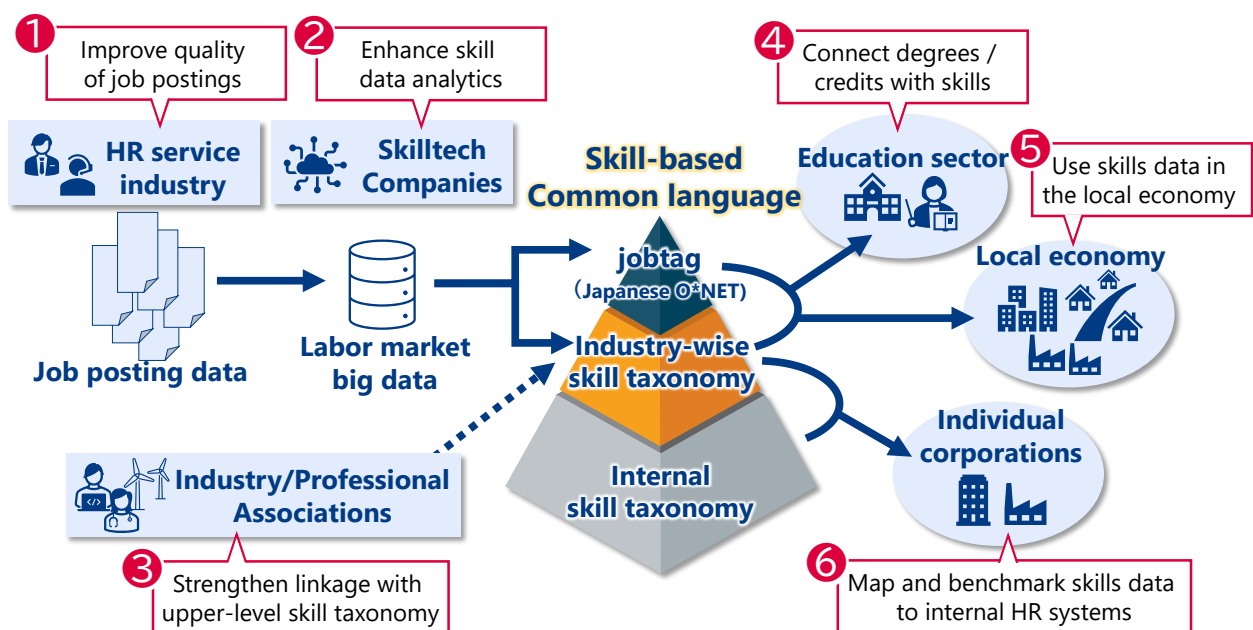 1
Improve quality
of job postings
2
Enhance skill
data analytics
4
Connect degrees /
credits with skills
HR service
industry
Skilltech
Companies
Skill-based
Common language
Education sector
5
Use skills data in
the local economy
jobtag
（Japanese O*NET)
Local economy
Job posting data
Labor market
big data
Industry-wise
skill taxonomy
Individual
corporations
Industry/Professional
Associations
</>
Internal
skill taxonomy
3
Strengthen linkage with
upper-level skill taxonomy
6
Map and benchmark skills data
to internal HR systems